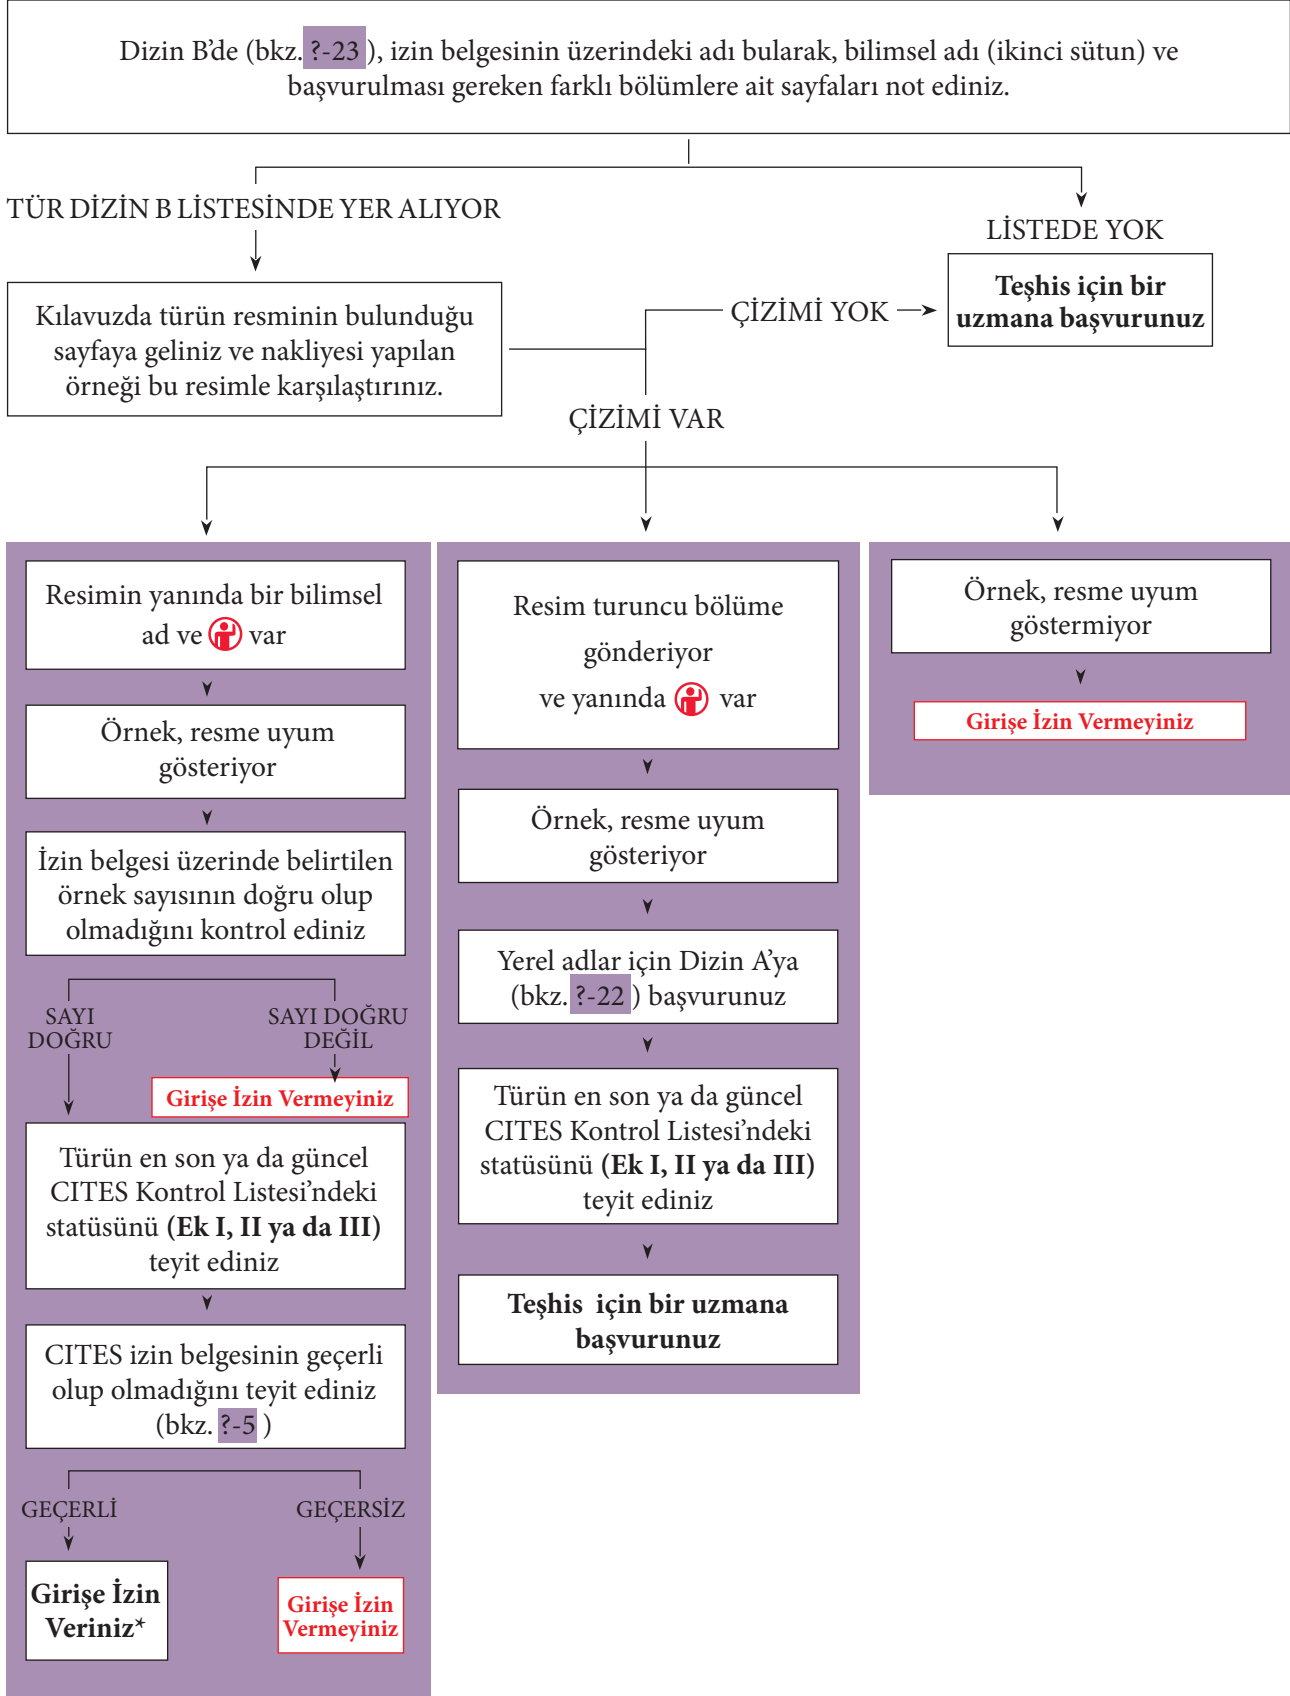 Dizin B’de (bkz. ?-23 ), izin belgesinin üzerindeki adı bularak, bilimsel adı (ikinci sütun) ve
başvurulması gereken farklı bölümlere ait sayfaları not ediniz.
TÜR DİZİN B LİSTESİNDE YER ALIYOR
LİSTEDE YOK
Teşhis için bir
uzmana başvurunuz
Kılavuzda türün resminin bulunduğu
sayfaya geliniz ve nakliyesi yapılan
örneği bu resimle karşılaştırınız.
ÇİZİMİ YOK
ÇİZİMİ VAR
Resimin yanında bir bilimsel
ad ve var
Örnek, resme uyum
gösteriyor
İzin belgesi üzerinde belirtilen
örnek sayısının doğru olup
olmadığını kontrol ediniz
SAYI
DOĞRU
SAYI DOĞRU
DEĞİL
Girişe İzin Vermeyiniz
Türün en son ya da güncel
CITES Kontrol Listesi’ndeki
statüsünü (Ek I, II ya da III)
teyit ediniz
CITES izin belgesinin geçerli
olup olmadığını teyit ediniz
(bkz. ?-5 )
GEÇERLİ
GEÇERSİZ
Girişe İzin
Veriniz*
Girişe İzin
Vermeyiniz
Resim turuncu bölüme
gönderiyor
ve yanında var
Örnek, resme uyum
gösteriyor
Yerel adlar için Dizin A’ya
(bkz. ?-22 ) başvurunuz
Türün en son ya da güncel
CITES Kontrol Listesi’ndeki
statüsünü (Ek I, II ya da III)
teyit ediniz
Teşhis için bir uzmana
başvurunuz
Örnek, resme uyum
göstermiyor
Girişe İzin Vermeyiniz